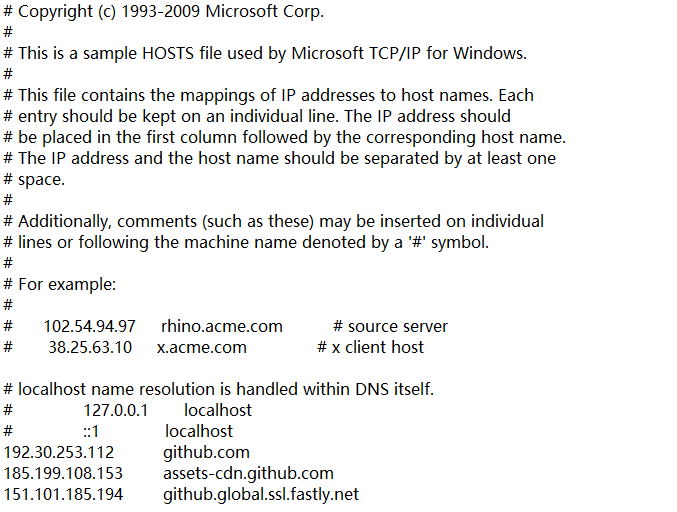 # Copyright (c) 1993-2009 Microsoft Corp.
#
# This is a sample HOSTS file used by Microsoft TCP/IP for Windows.
#
# This file contains the mappings of IP addresses to host names. Each
# entry should be kept on an individual line. The IP address should
# be placed in the first column followed by the corresponding host name.
# The IP address and the host name should be separated by at least one
# space.
#
# Additionally, comments (such as these) may be inserted on individual
# lines or following the machine name denoted by a '#' symbol.
#
# For example:
#
#      102.54.94.97     rhino.acme.com          # source server
#       38.25.63.10     x.acme.com              # x client host

# localhost name resolution is handled within DNS itself.
#              127.0.0.1       localhost
#              ::1             localhost
192.30.253.112          github.com
185.199.108.153        assets-cdn.github.com
151.101.185.194        github.global.ssl.fastly.net